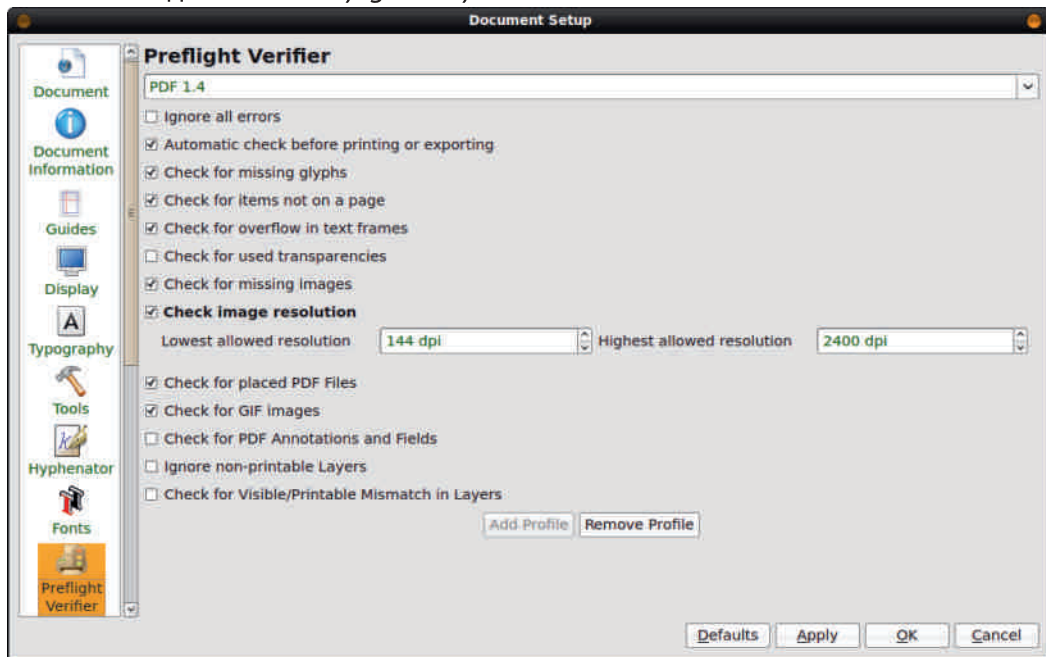 Document Setup
Document
Document
Information
Guides
Display
Typography
Tools
Hyphenator
Fonts
Preflight
Verifier
Preflight Verifier
PDF 1.4
Ignore all errors
Automatic check before printing or exporting
Check for missing glyphs
Check for items not on a page
Check for overflow in text frames
Check for used transparencies
Check for missing images
Check image resolution
Lowest allowed resolution 144 dpi Highest allowed resolution 2400 dpi
Check for placed PDF Files
Check for GIF images
Check for PDF Annotations and Fields
Ignore non-printable Layers
Check for Visible/Printable Mismatch in Layers
Add Profile Remove Profile
Defaults Apply OK Cancel